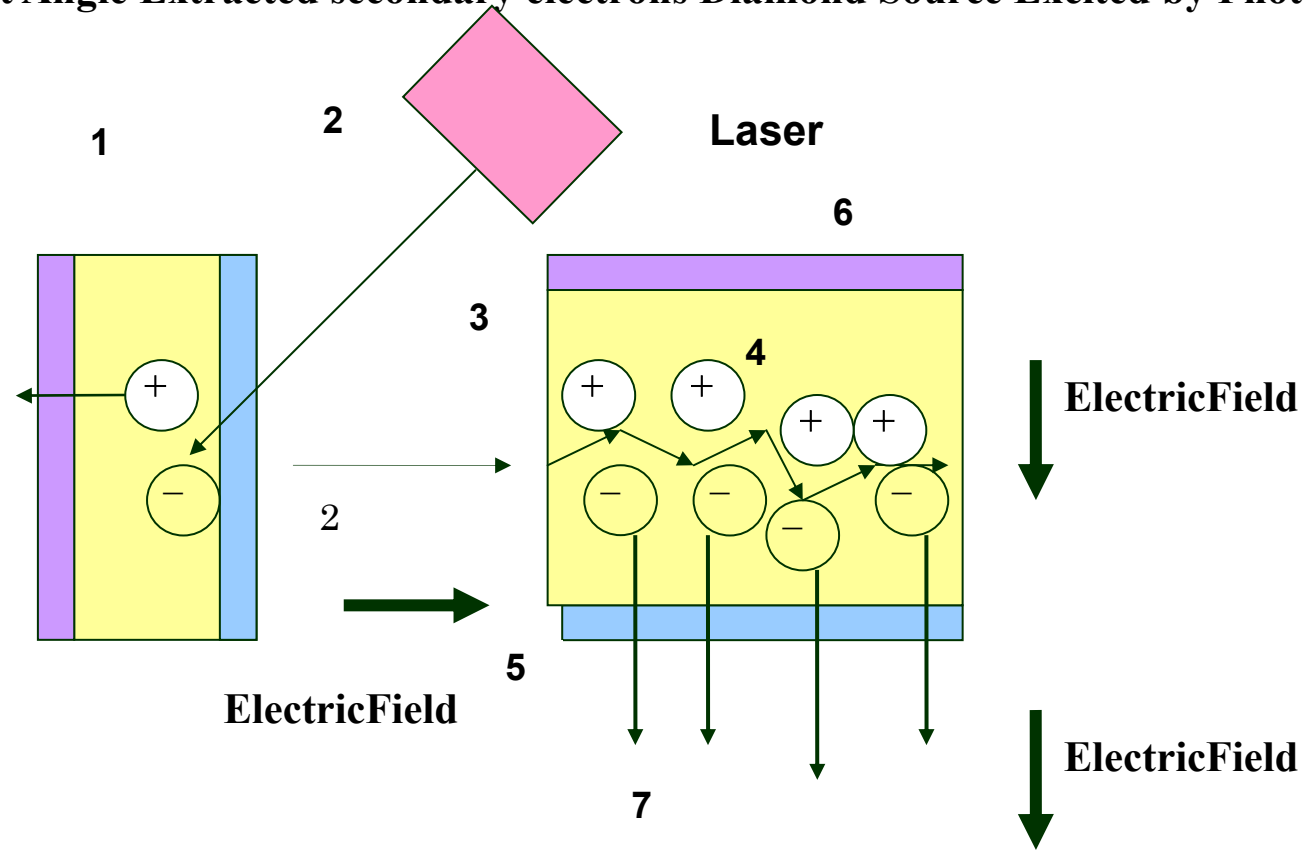 Angle Extracted secondary electrons Diamond Source Excited by
2
1
Laser
6
3
4
+ + + + +
ElectricField
− − − − −
2
5
ElectricField
ElectricField
7